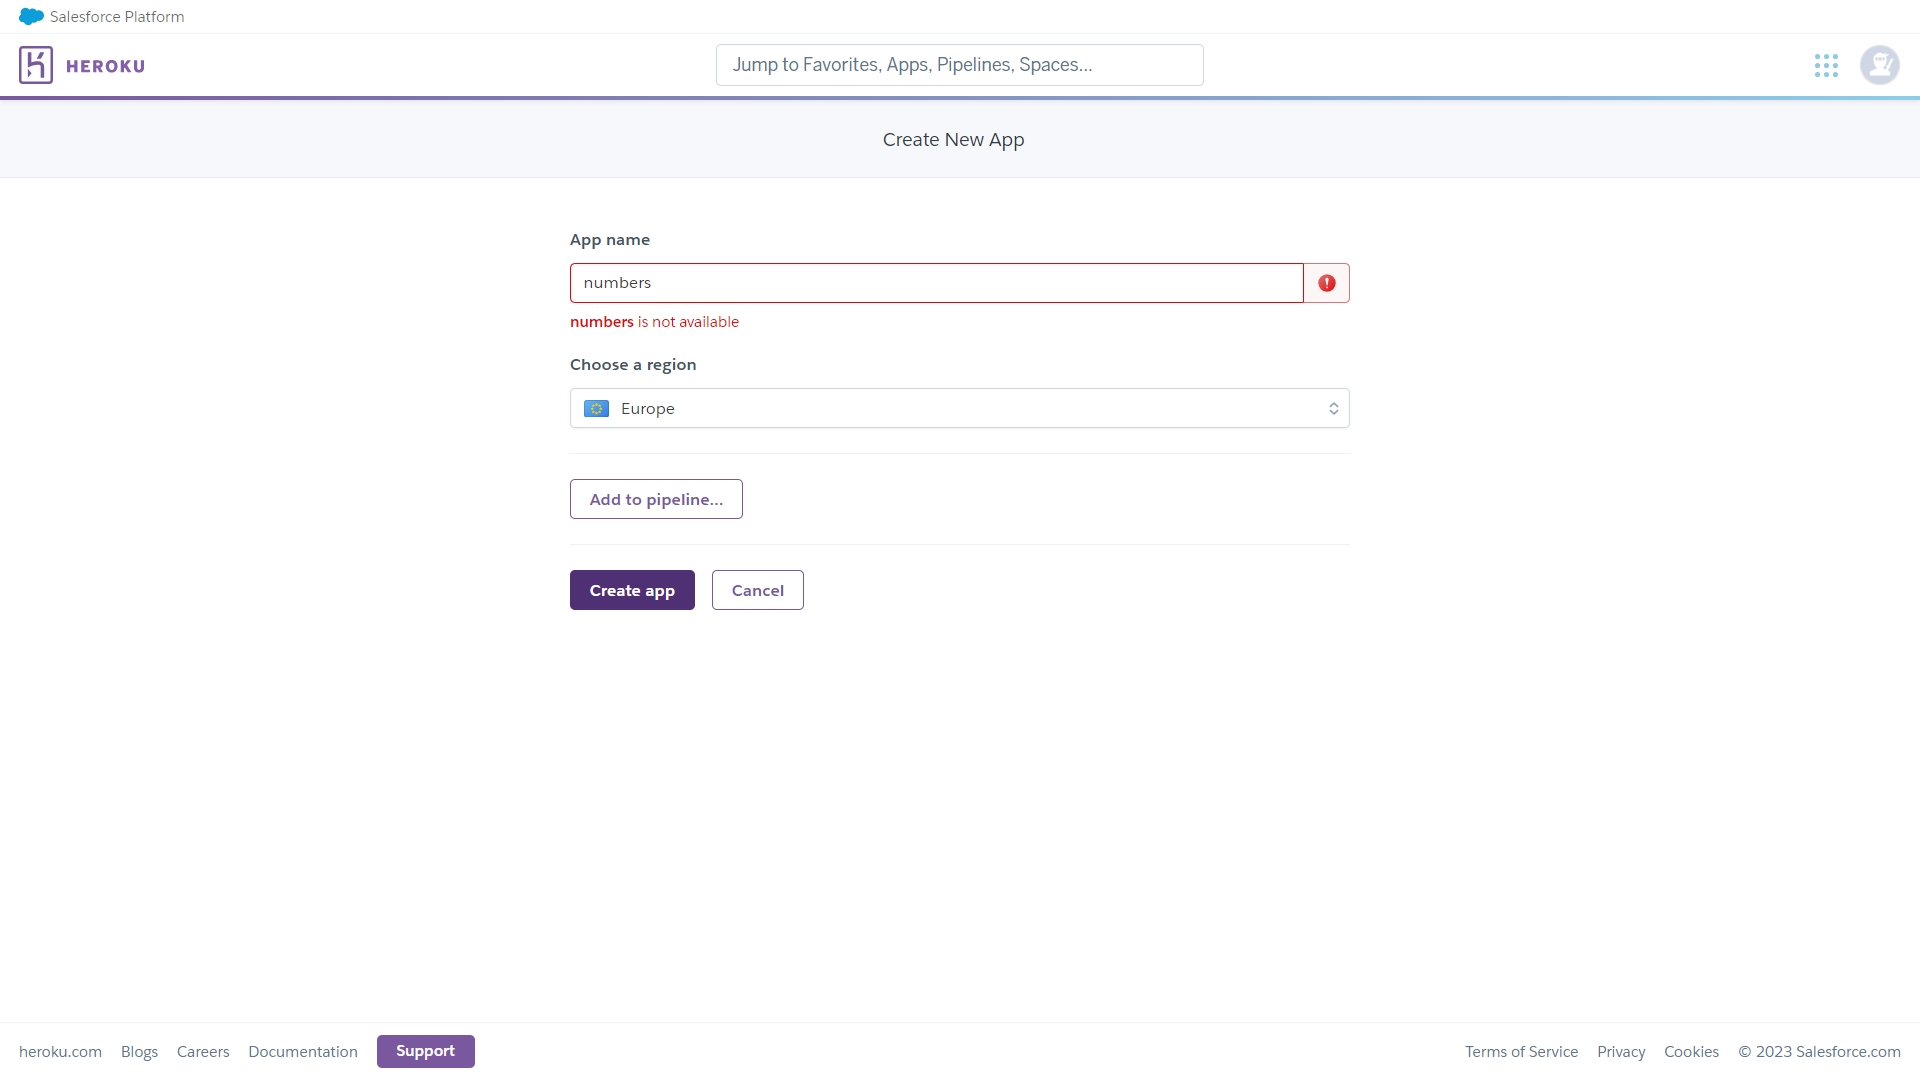 Salesforce Platform
HEROKU
Jump to Favorites, Apps, Pipelines, Spaces...
Create New App
App name
numbers
numbers is not available
Choose a region
Europe
Add to pipeline...
Create app
Cancel
heroku.com
Blogs
Careers
Documentation
Support
Terms of Service
Privacy
Cookies
© 2023 Salesforce.com